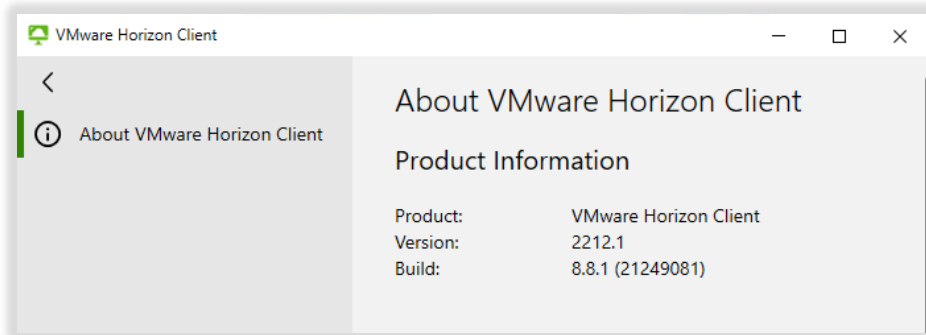 VMware Horizon Client
About VMware Horizon Client
About VMware Horizon Client
Product Information
Product: VMware Horizon Client
Version: 2212.1
Build: 8.8.1 (21249081)